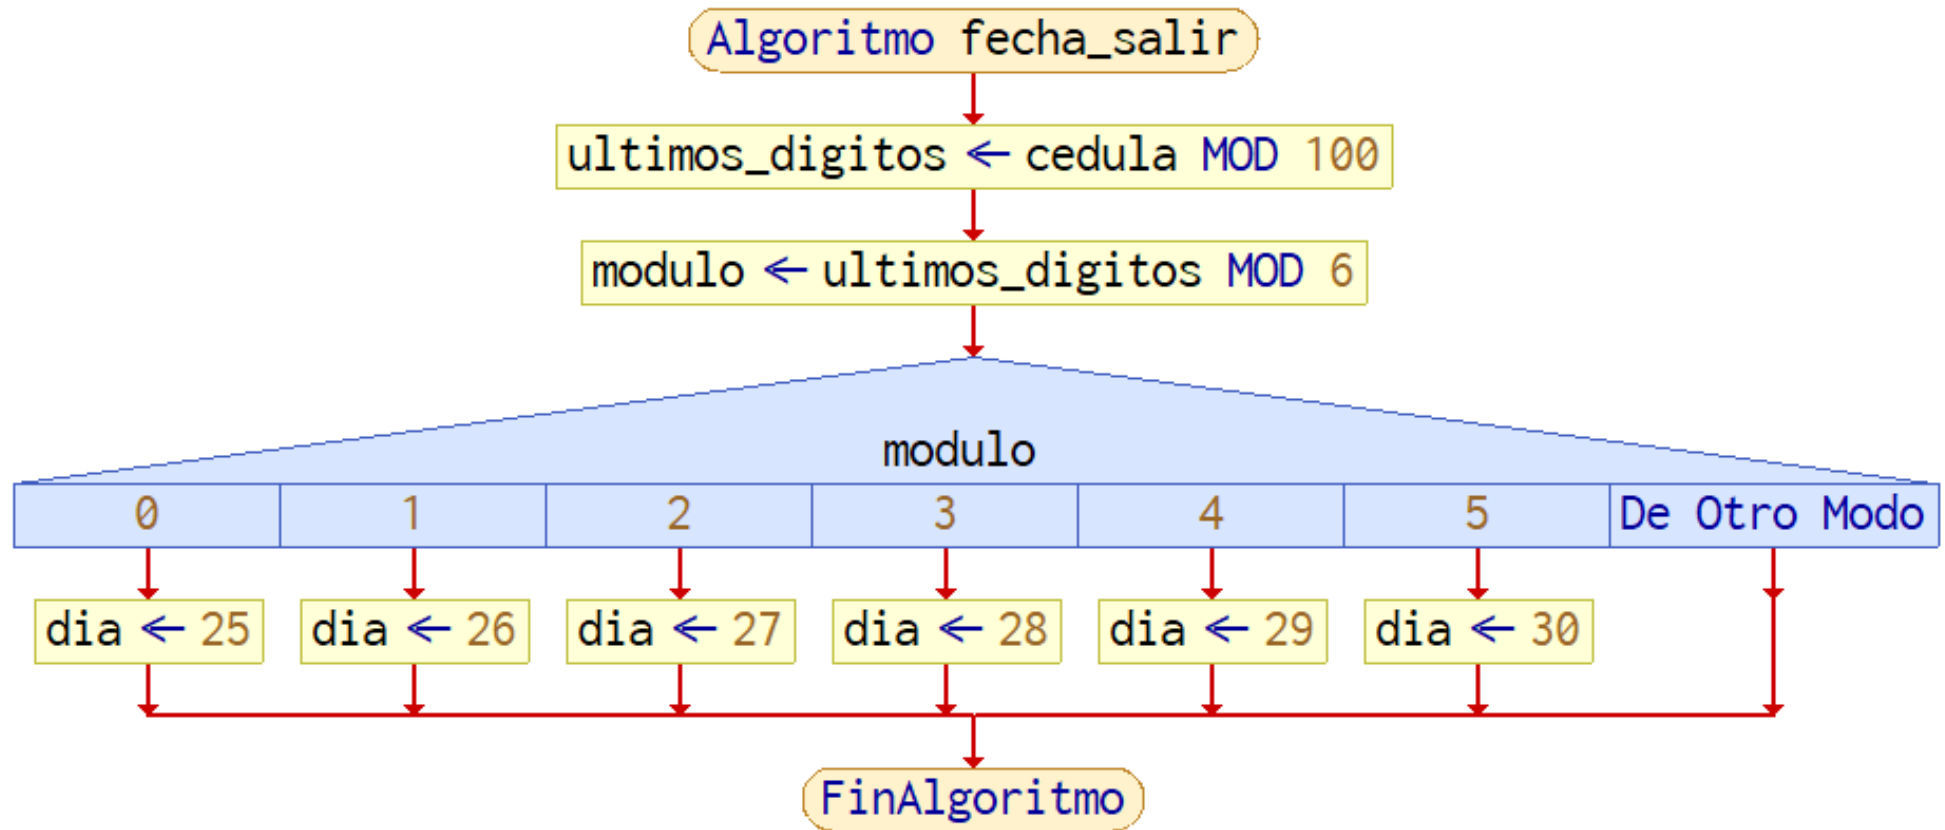 Algoritmo fecha_salir
ultimos_digitos ← cedula MOD 100
modulo ← ultimos_digitos MOD 6
modulo
0 1 2 3 4 5 De Otro Modo
dia ← 25 dia ← 26 dia ← 27 dia ← 28 dia ← 29 dia ← 30
FinAlgoritmo